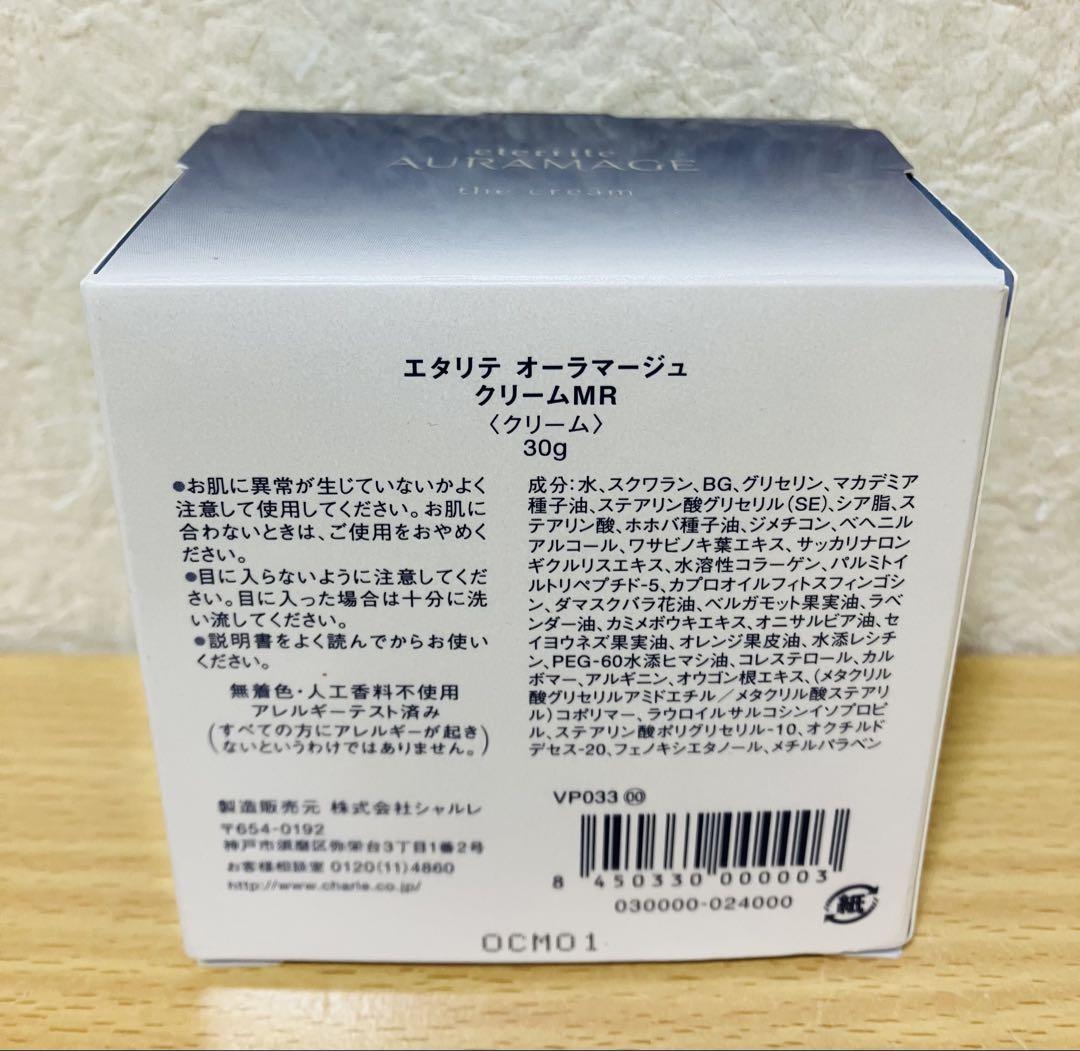 eterrite
AURAMAGE
the cream
エタリテ オーラマージュ
クリームMR
〈クリーム〉
30g
●お肌に異常が生じていないかよく
注意して使用してください。お肌に
合わないときは、ご使用をおやめく
ださい。
●目に入らないように注意してくだ
さい。目に入った場合は十分に洗
い流してください。
●説明書をよく読んでからお使い
ください。
無着色・人工香料不使用
アレルギーテスト済み
(すべての方にアレルギーが起き
ないというわけではありません。)
製造販売元 株式会社シャルレ
〒654-0192
神戸市須磨区弥栄台3丁目1番2号
お客様相談室 0120(11)4860
http://www.charle.co.jp/
成分：水、スクワラン、BG、グリセリン、マカデミア
種子油、ステアリン酸グリセリル(SE)、シア脂、ス
テアリン酸、ホホバ種子油、ジメチコン、ベヘニル
アルコール、ワサビノキ葉エキス、サッカリナロン
ギクルリスエキス、水溶性コラーゲン、パルミトイ
ルトリペプチド-5、カプロオイルフィトスフィンゴシ
ン、ダマスクバラ花油、ベルガモット果実油、ラベ
ンダー油、カミメボウキエキス、オニサルビア油、セ
イヨウネズ果実油、オレンジ果皮油、水添レシチ
ン、PEG-60水添ヒマシ油、コレステロール、カル
ボマー、アルギニン、オウゴン根エキス、(メタクリル
酸グリセリルアミドエチル／メタクリル酸ステアリ
ル)コポリマー、ラウロイルサルコシンイソプロピ
ル、ステアリン酸ポリグリセリル-10、オクチルド
デセス-20、フェノキシエタノール、メチルパラベン
VP033 00
8 450330 000003
030000-024000
紙
OCM01